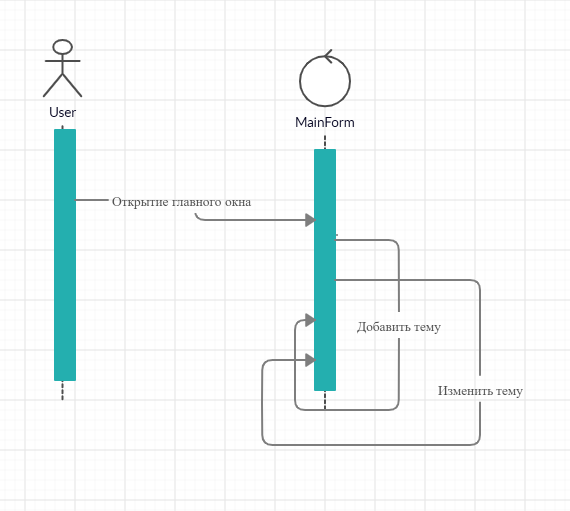 User
MainForm
Открытие главного окна
Добавить тему
Изменить тему